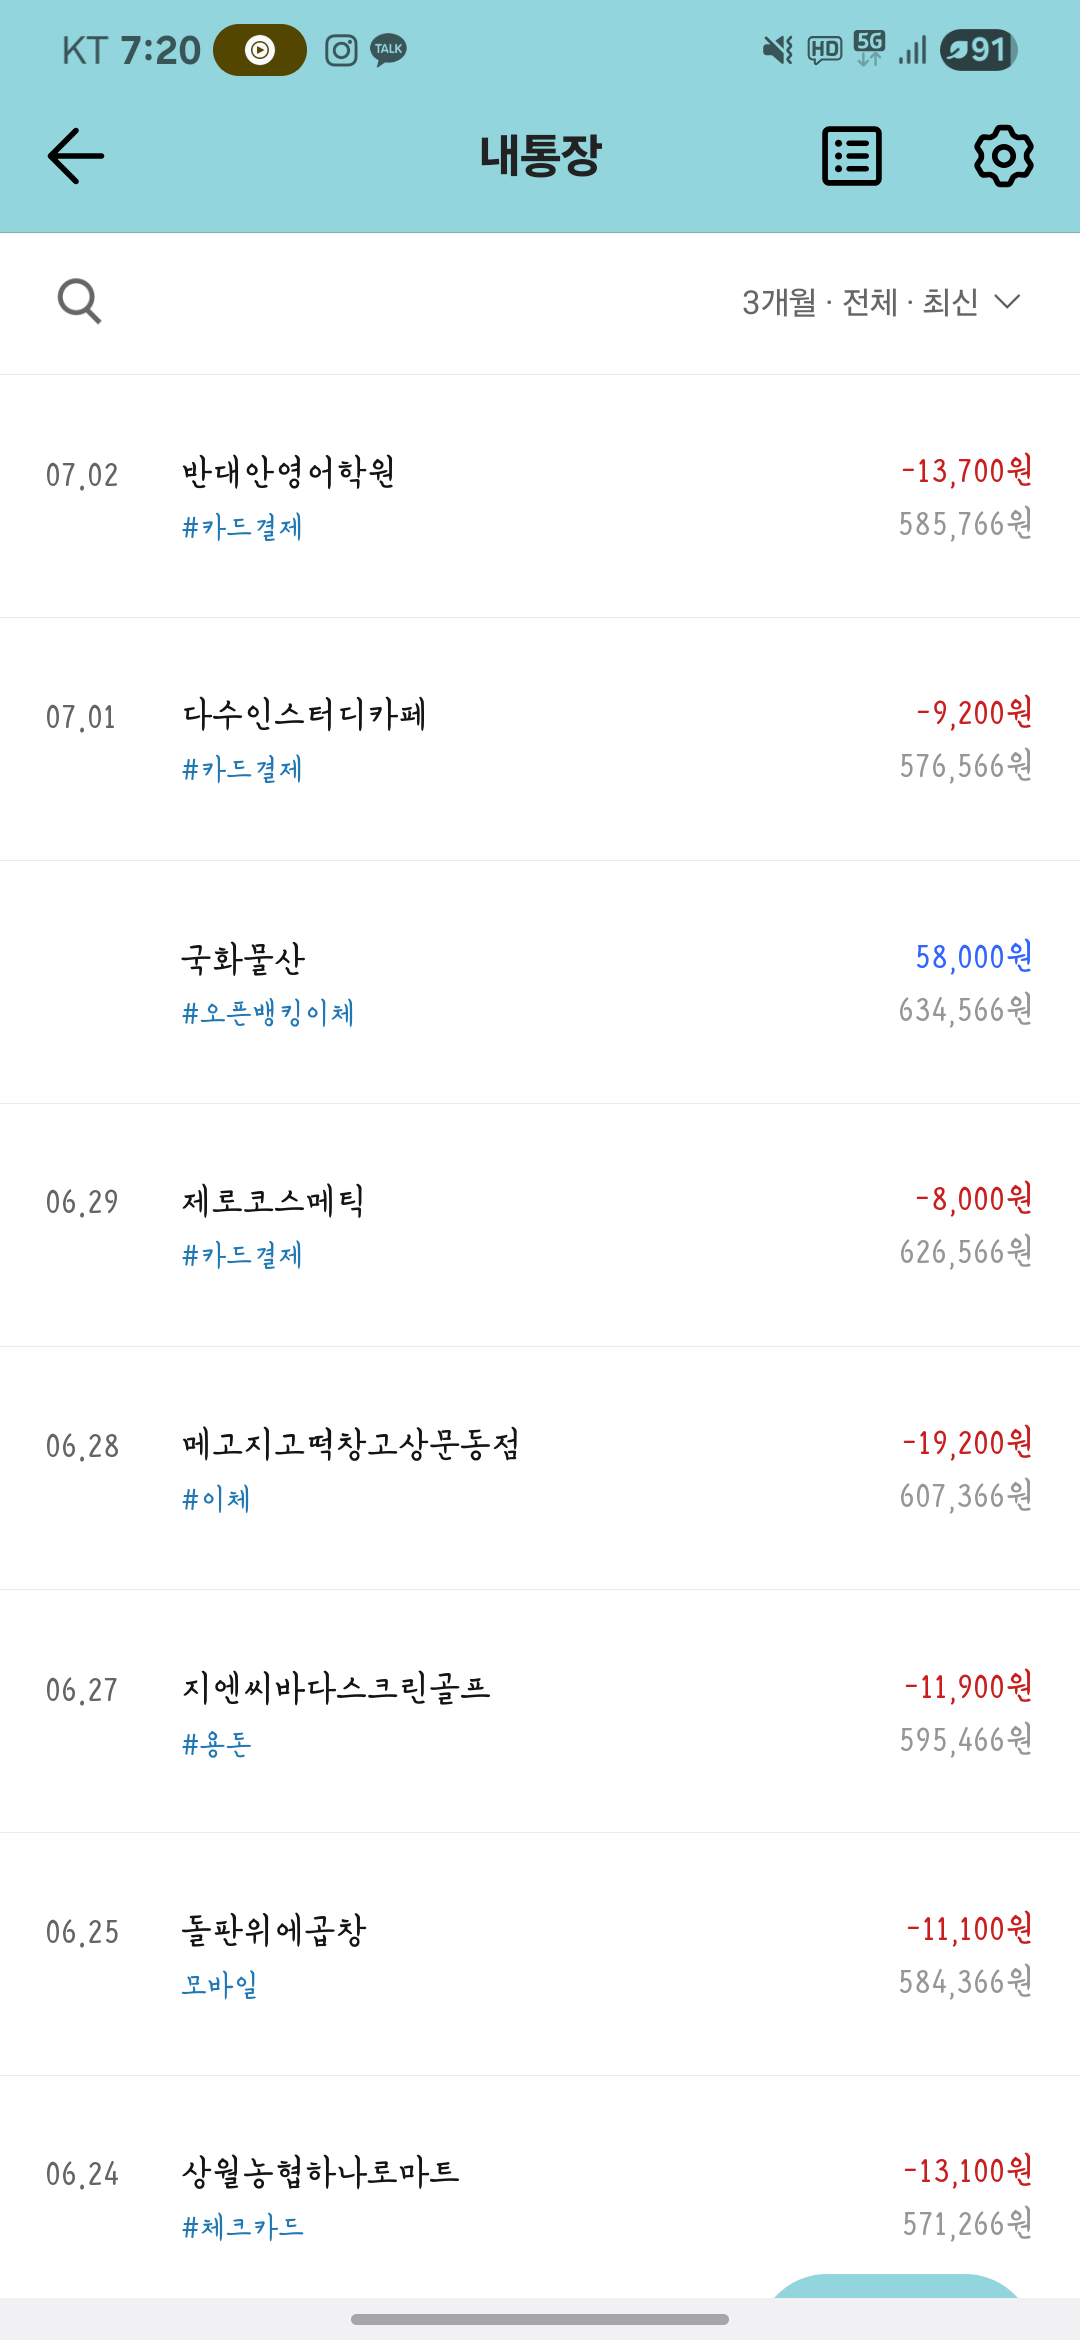 KT 7:20 TALK HD 5G 91
내통장
3개월 · 전체 · 최신
07.02 반대안영어학원 -13,700원
#카드결제 585,766원
07.01 다수인스터디카페 -9,200원
#카드결제 576,566원
국화물산 58,000원
#오픈뱅킹이체 634,566원
06.29 제로코스메틱 -8,000원
#카드결제 626,566원
06.28 메고지고떡창고상문동점 -19,200원
#이체 607,366원
06.27 지엔씨바다스크린골프 -11,900원
#용돈 595,466원
06.25 돌판위에곱창 -11,100원
모바일 584,366원
06.24 상월농협하나로마트 -13,100원
#체크카드 571,266원